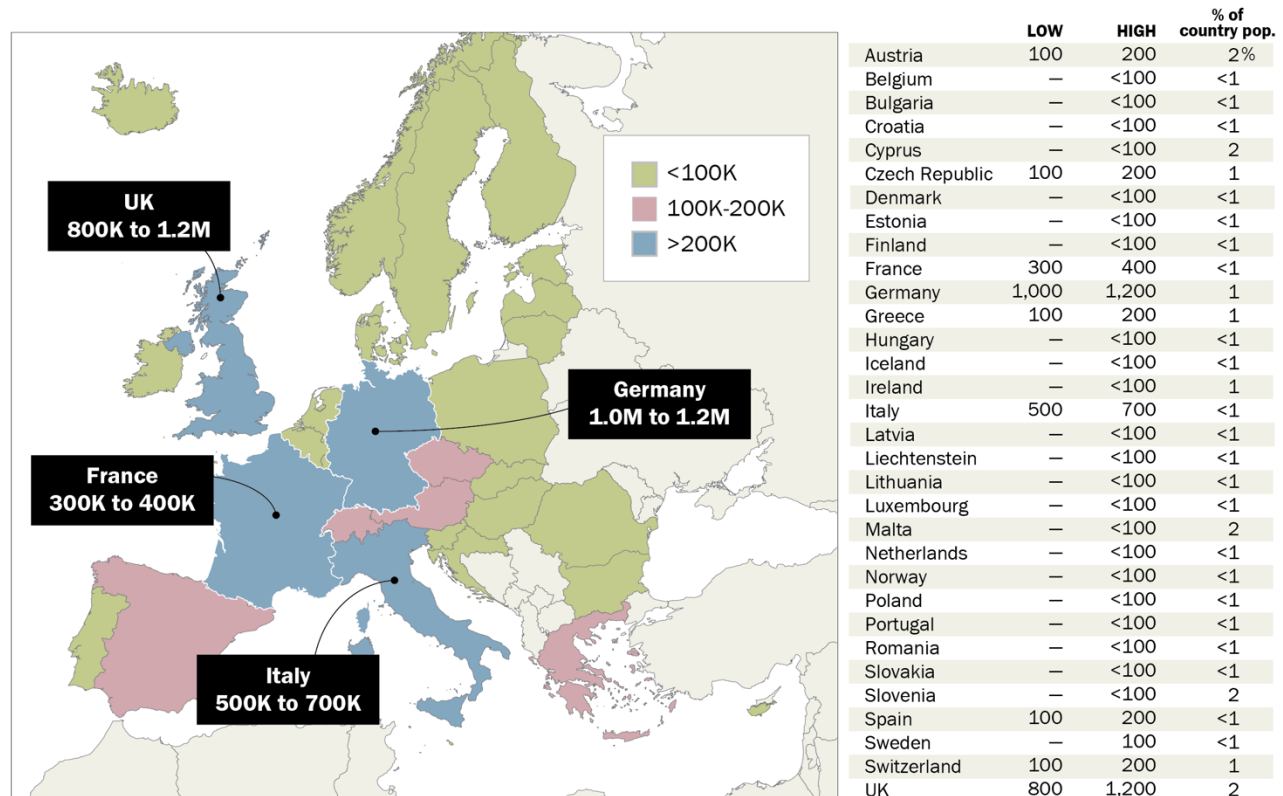 UK
800K to 1.2M
France
300K to 400K
Italy
500K to 700K
Germany
1.0M to 1.2M
<100K
100K-200K
>200K
LOW HIGH % of country pop.
Austria 100 200 2%
Belgium — <100 <1
Bulgaria — <100 <1
Croatia — <100 <1
Cyprus — <100 2
Czech Republic 100 200 1
Denmark — <100 <1
Estonia — <100 <1
Finland — <100 <1
France 300 400 <1
Germany 1,000 1,200 1
Greece 100 200 1
Hungary — <100 <1
Iceland — <100 <1
Ireland — <100 1
Italy 500 700 <1
Latvia — <100 <1
Liechtenstein — <100 <1
Lithuania — <100 <1
Luxembourg — <100 <1
Malta — <100 2
Netherlands — <100 <1
Norway — <100 <1
Poland — <100 <1
Portugal — <100 <1
Romania — <100 <1
Slovakia — <100 <1
Slovenia — <100 2
Spain 100 200 <1
Sweden — 100 <1
Switzerland 100 200 1
UK 800 1,200 2